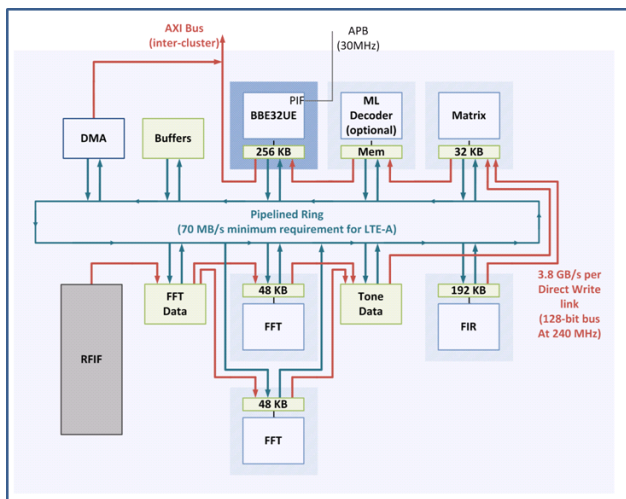 AXI Bus
(inter-cluster)
APB
(30MHz)
PIF
BBE32UE
256 KB
ML
Decoder
(optional)
Mem
Matrix
32 KB
DMA
Buffers
Pipelined Ring
(70 MB/s minimum requirement for LTE-A)
RFIF
FFT
Data
48 KB
FFT
Tone
Data
192 KB
FIR
3.8 GB/s per
Direct Write
link
(128-bit bus
At 240 MHz)
48 KB
FFT